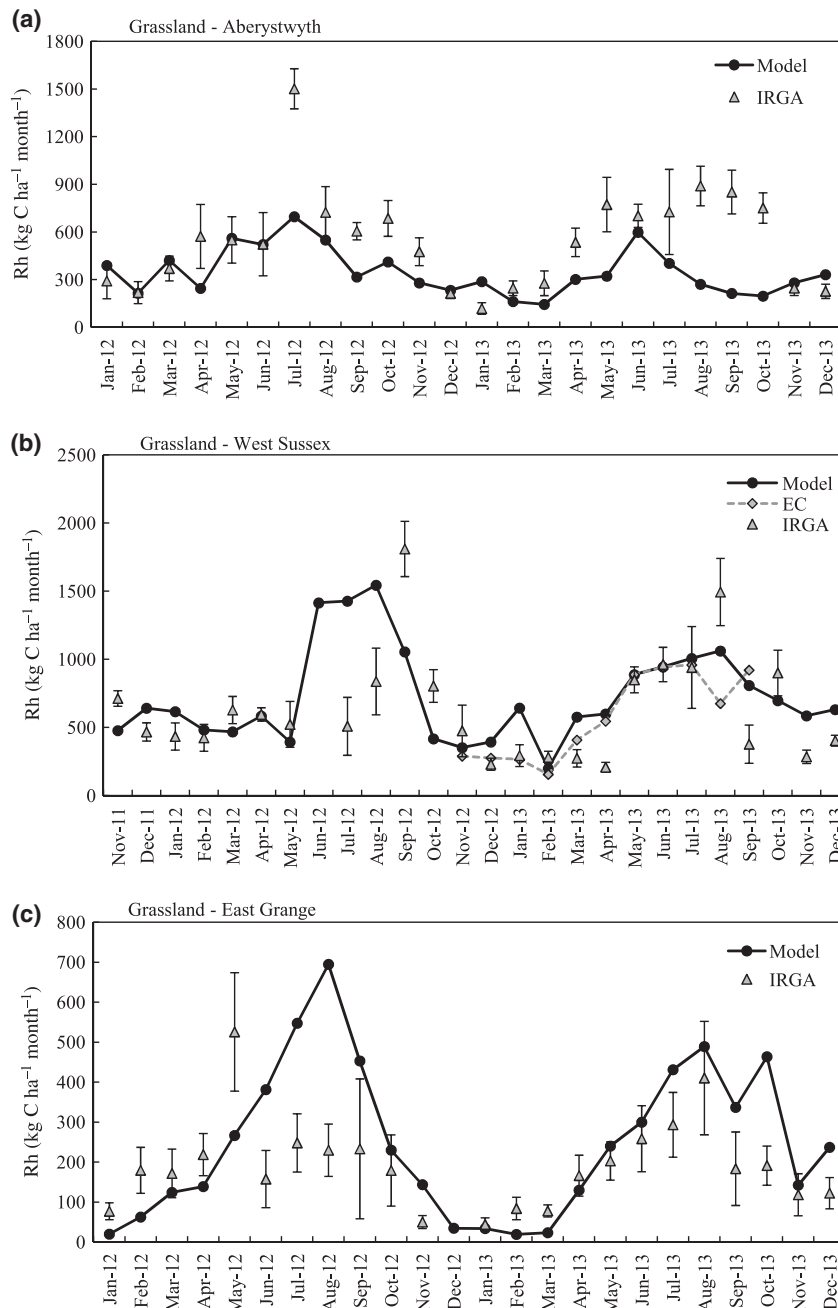 (a) Grassland - Aberystwyth
1800
1500
1200
900
600
300
0
Rh (kg C ha⁻¹ month⁻¹)
Model
IRGA
Jan-12
Feb-12
Mar-12
Apr-12
May-12
Jun-12
Jul-12
Aug-12
Sep-12
Oct-12
Nov-12
Dec-12
Jan-13
Feb-13
Mar-13
Apr-13
May-13
Jun-13
Jul-13
Aug-13
Sep-13
Oct-13
Nov-13
Dec-13
(b) Grassland - West Sussex
2500
2000
1500
1000
500
0
Rh (kg C ha⁻¹ month⁻¹)
Model
EC
IRGA
Nov-11
Dec-11
Jan-12
Feb-12
Mar-12
Apr-12
May-12
Jun-12
Jul-12
Aug-12
Sep-12
Oct-12
Nov-12
Dec-12
Jan-13
Feb-13
Mar-13
Apr-13
May-13
Jun-13
Jul-13
Aug-13
Sep-13
Oct-13
Nov-13
Dec-13
(c) Grassland - East Grange
800
700
600
500
400
300
200
100
0
Rh (kg C ha⁻¹ month⁻¹)
Model
IRGA
Jan-12
Feb-12
Mar-12
Apr-12
May-12
Jun-12
Jul-12
Aug-12
Sep-12
Oct-12
Nov-12
Dec-12
Jan-13
Feb-13
Mar-13
Apr-13
May-13
Jun-13
Jul-13
Aug-13
Sep-13
Oct-13
Nov-13
Dec-13